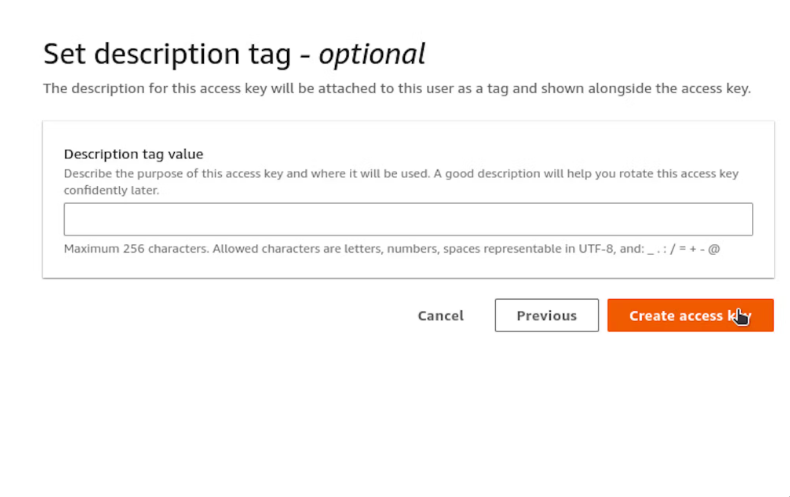 Set description tag - optional
The description for this access key will be attached to this user as a tag and shown alongside the access key.
Description tag value
Describe the purpose of this access key and where it will be used. A good description will help you rotate this access key
confidently later.
Maximum 256 characters. Allowed characters are letters, numbers, spaces representable in UTF-8, and: _ . : / = + - @
Cancel
Previous
Create access key